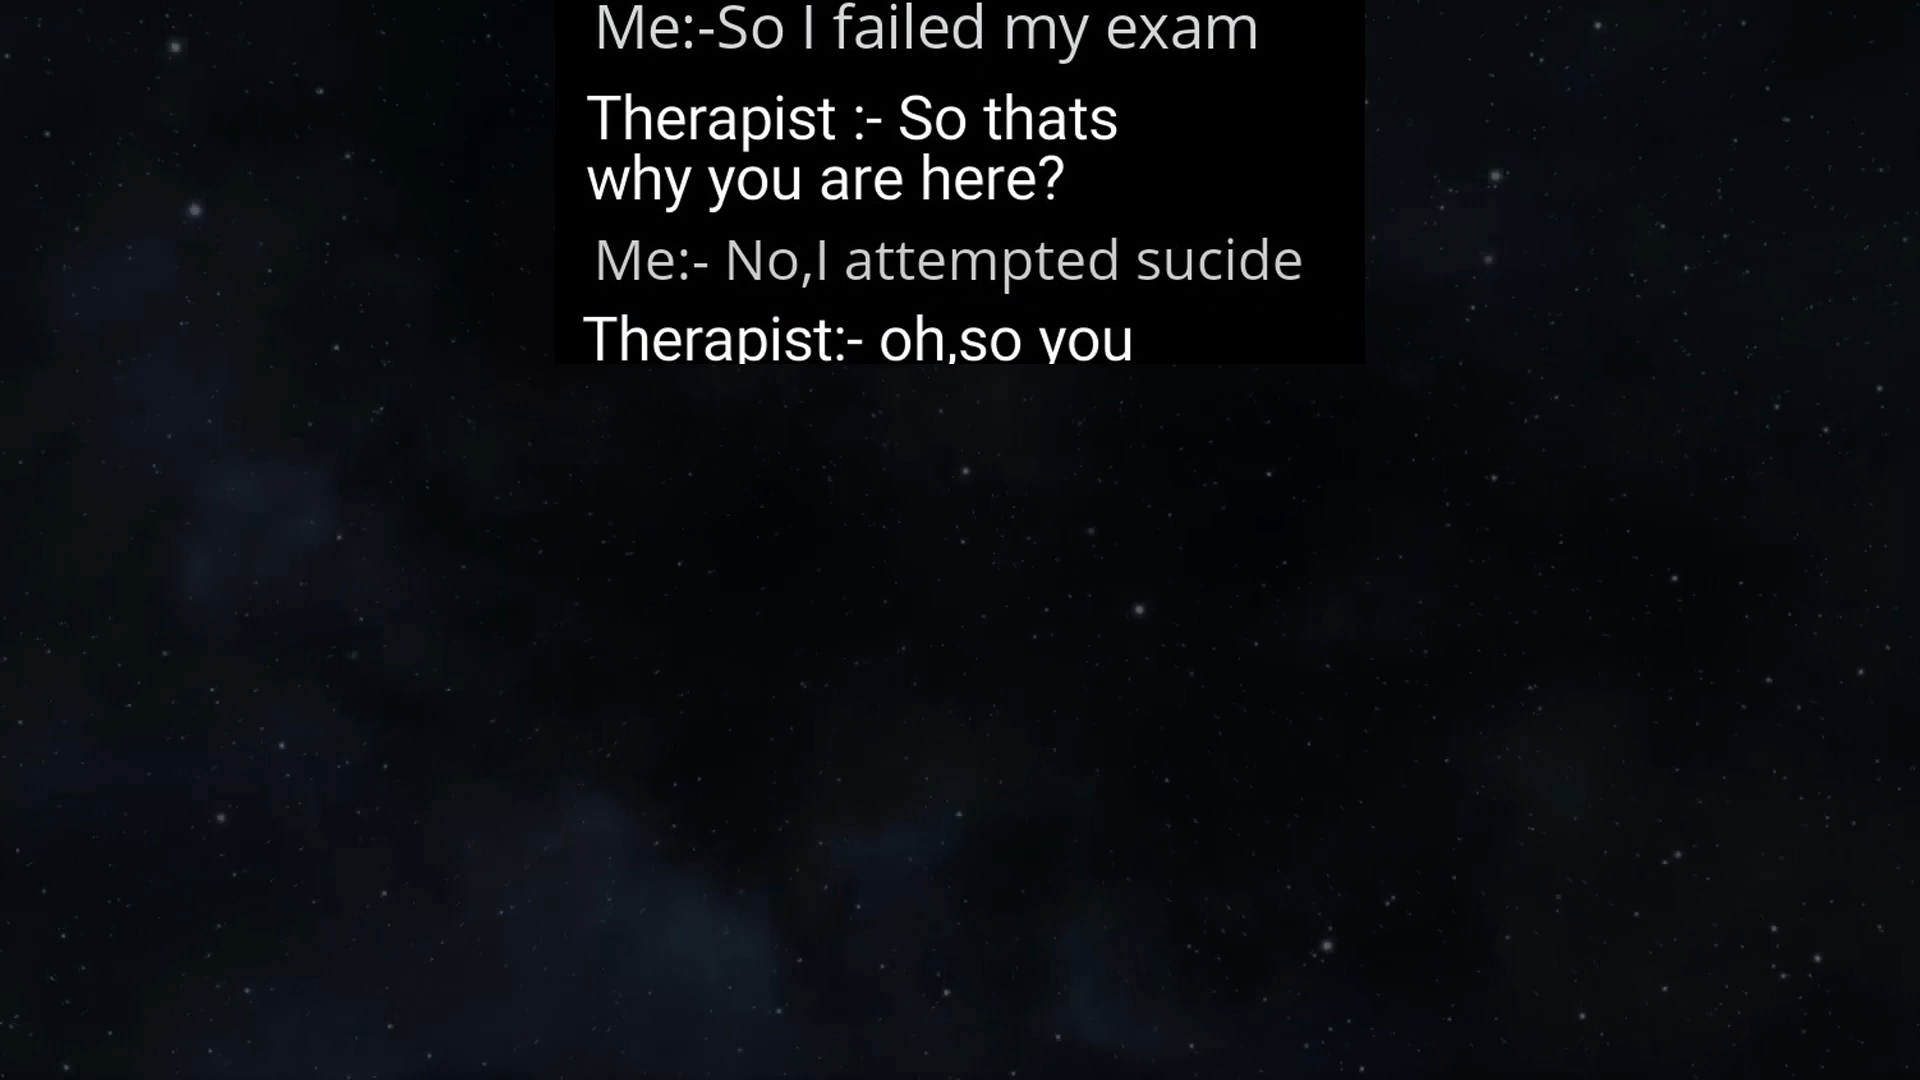 Me:-So I failed my exam
Therapist :- So thats
why you are here?
Me:- No,I attempted sucide
Therapist:- oh,so you